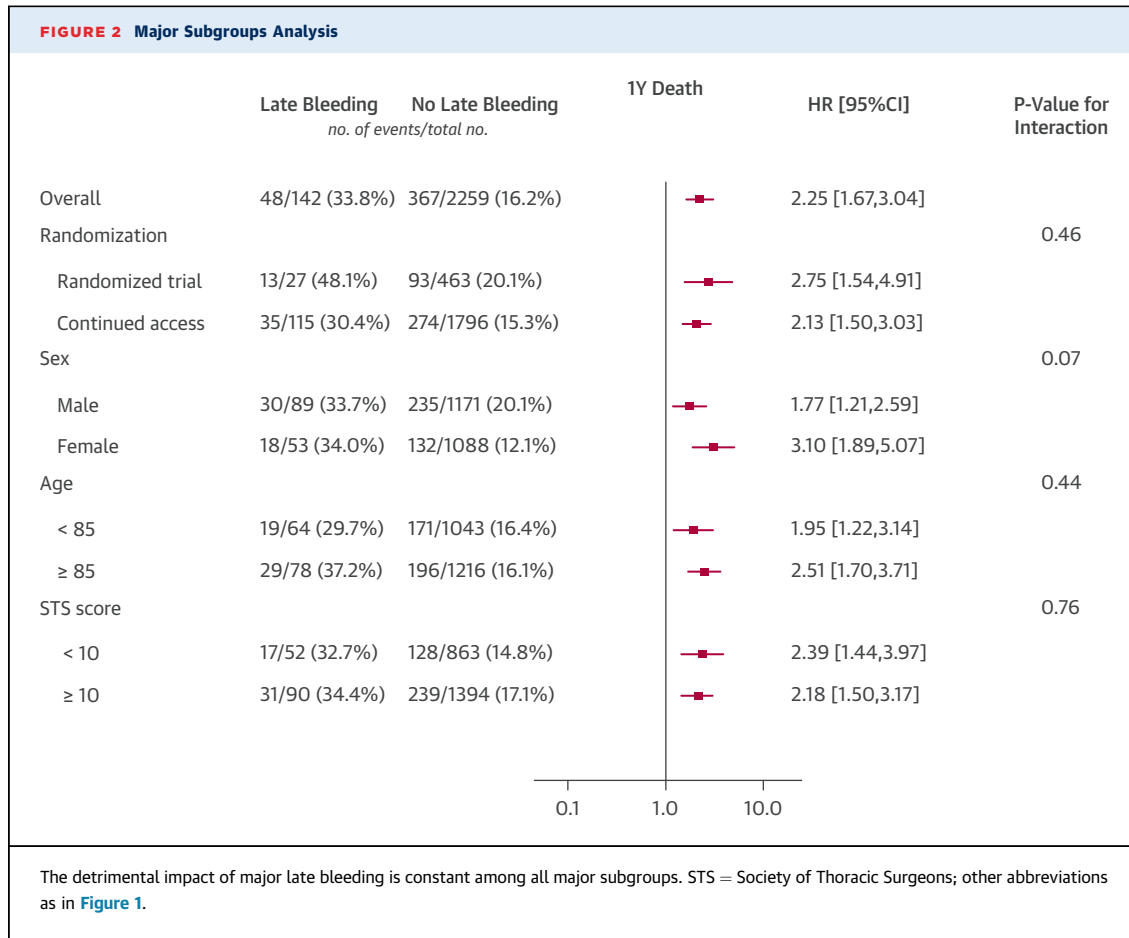 FIGURE 2 Major Subgroups Analysis
1Y Death
Late Bleeding No Late Bleeding HR [95%CI] P-Value for
no. of events/total no. Interaction
Overall 48/142 (33.8%) 367/2259 (16.2%) 2.25 [1.67,3.04]
Randomization 0.46
Randomized trial 13/27 (48.1%) 93/463 (20.1%) 2.75 [1.54,4.91]
Continued access 35/115 (30.4%) 274/1796 (15.3%) 2.13 [1.50,3.03]
Sex 0.07
Male 30/89 (33.7%) 235/1171 (20.1%) 1.77 [1.21,2.59]
Female 18/53 (34.0%) 132/1088 (12.1%) 3.10 [1.89,5.07]
Age 0.44
< 85 19/64 (29.7%) 171/1043 (16.4%) 1.95 [1.22,3.14]
≥ 85 29/78 (37.2%) 196/1216 (16.1%) 2.51 [1.70,3.71]
STS score 0.76
< 10 17/52 (32.7%) 128/863 (14.8%) 2.39 [1.44,3.97]
≥ 10 31/90 (34.4%) 239/1394 (17.1%) 2.18 [1.50,3.17]
0.1 1.0 10.0
The detrimental impact of major late bleeding is constant among all major subgroups. STS = Society of Thoracic Surgeons; other abbreviations
as in Figure 1.